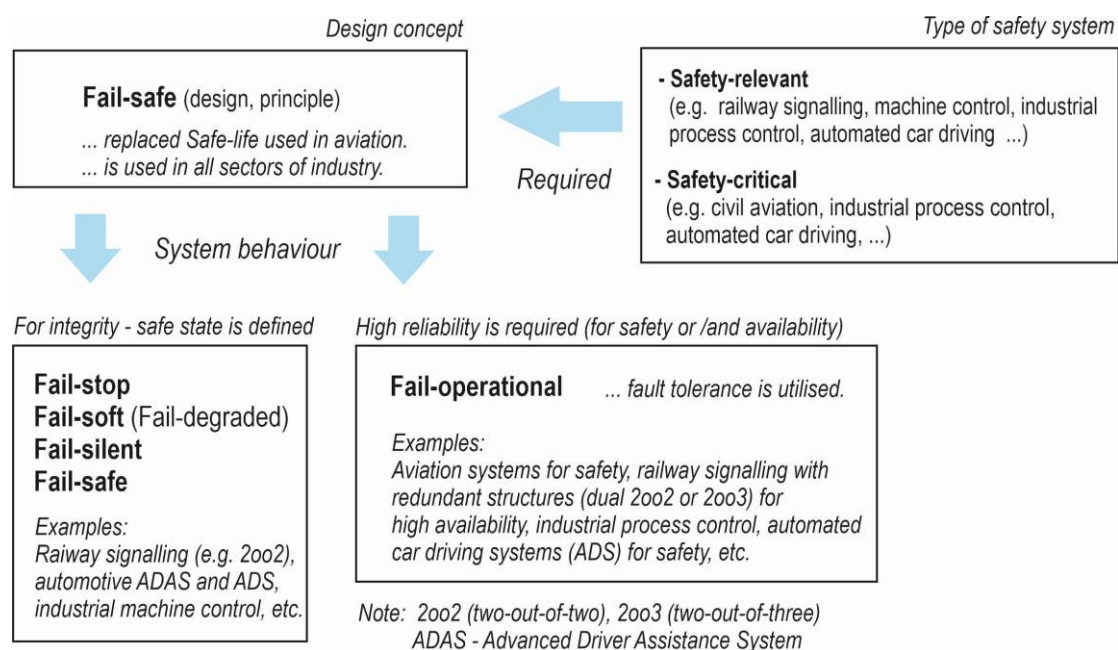 Design concept
Type of safety system
Fail-safe (design, principle)
... replaced Safe-life used in aviation.
... is used in all sectors of industry.
Required
- Safety-relevant
(e.g. railway signalling, machine control, industrial
process control, automated car driving ...)
- Safety-critical
(e.g. civil aviation, industrial process control,
automated car driving, ...)
System behaviour
For integrity - safe state is defined
Fail-stop
Fail-soft (Fail-degraded)
Fail-silent
Fail-safe
Examples:
Raiway signalling (e.g. 2oo2),
automotive ADAS and ADS,
industrial machine control, etc.
High reliability is required (for safety or /and availability)
Fail-operational ... fault tolerance is utilised.
Examples:
Aviation systems for safety, railway signalling with
redundant structures (dual 2oo2 or 2oo3) for
high availability, industrial process control, automated
car driving systems (ADS) for safety, etc.
Note: 2oo2 (two-out-of-two), 2oo3 (two-out-of-three)
ADAS - Advanced Driver Assistance System